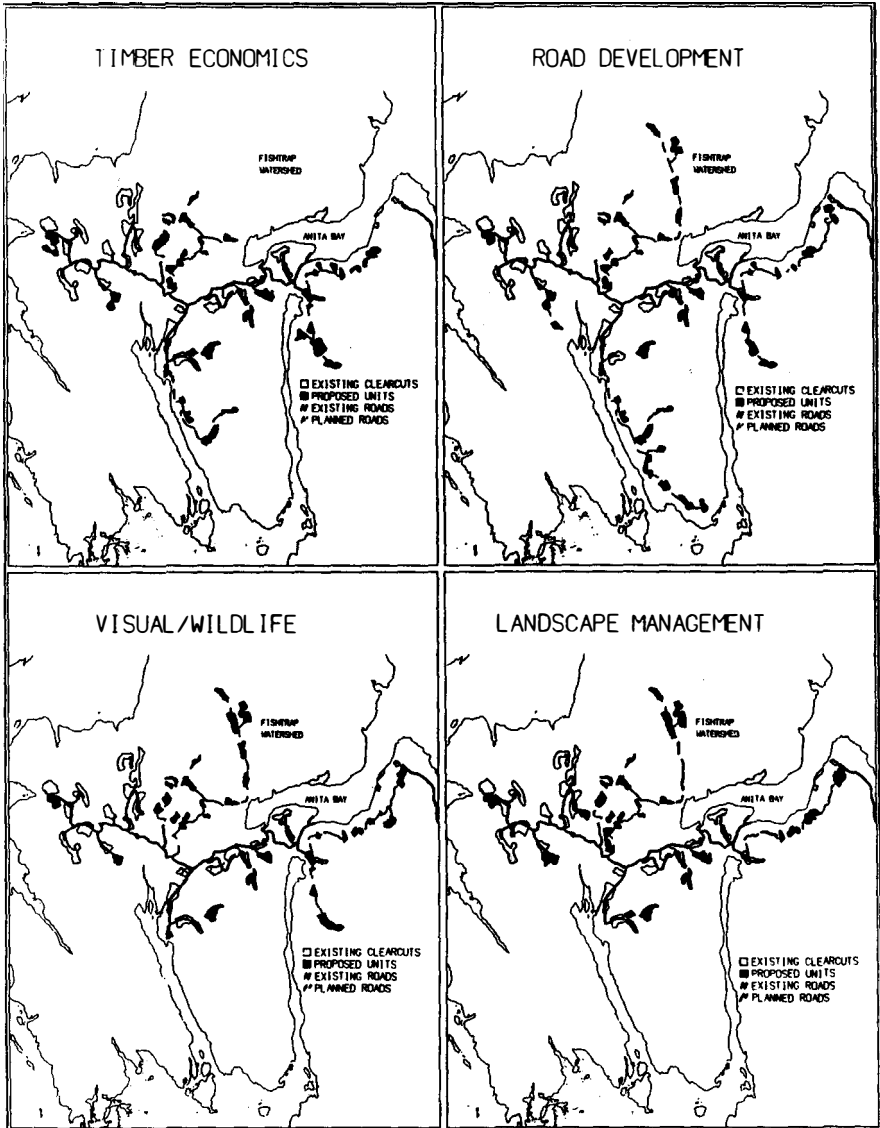 TIMBER ECONOMICS
FISHTRAP
WATERSHED
ANITA BAY
EXISTING CLEARCUTS
PROPOSED UNITS
EXISTING ROADS
PLANNED ROADS
ROAD DEVELOPMENT
FISHTRAP
WATERSHED
ANITA BAY
EXISTING CLEARCUTS
PROPOSED UNITS
EXISTING ROADS
PLANNED ROADS
VISUAL/WILDLIFE
FISHTRAP
WATERSHED
ANITA BAY
EXISTING CLEARCUTS
PROPOSED UNITS
EXISTING ROADS
PLANNED ROADS
LANDSCAPE MANAGEMENT
FISHTRAP
WATERSHED
ANITA BAY
EXISTING CLEARCUTS
PROPOSED UNITS
EXISTING ROADS
PLANNED ROADS